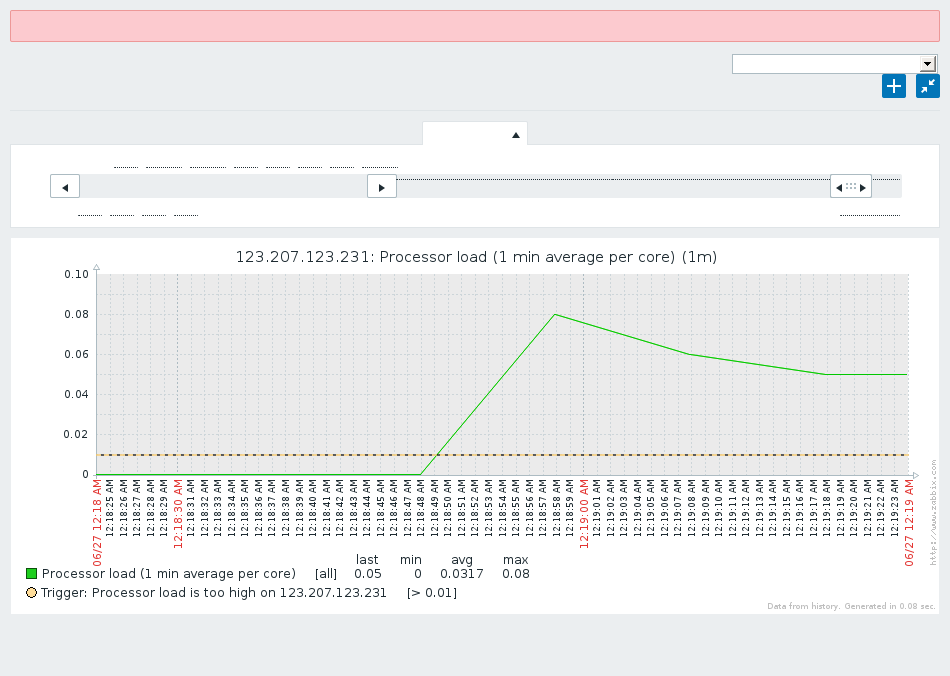 123.207.123.231: Processor load (1 min average per core) (1m)
0.10
0.08
0.06
0.04
0.02
0
06/27 12:18 AM
12:18:25 AM
12:18:26 AM
12:18:27 AM
12:18:28 AM
12:18:29 AM
12:18:30 AM
12:18:31 AM
12:18:32 AM
12:18:33 AM
12:18:34 AM
12:18:35 AM
12:18:36 AM
12:18:37 AM
12:18:38 AM
12:18:39 AM
12:18:40 AM
12:18:41 AM
12:18:42 AM
12:18:43 AM
12:18:44 AM
12:18:45 AM
12:18:46 AM
12:18:47 AM
12:18:48 AM
12:18:49 AM
12:18:50 AM
12:18:51 AM
12:18:52 AM
12:18:53 AM
12:18:54 AM
12:18:55 AM
12:18:56 AM
12:18:57 AM
12:18:58 AM
12:18:59 AM
12:19:00 AM
12:19:01 AM
12:19:02 AM
12:19:03 AM
12:19:04 AM
12:19:05 AM
12:19:06 AM
12:19:07 AM
12:19:08 AM
12:19:09 AM
12:19:10 AM
12:19:11 AM
12:19:12 AM
12:19:13 AM
12:19:14 AM
12:19:15 AM
12:19:16 AM
12:19:17 AM
12:19:18 AM
12:19:19 AM
12:19:20 AM
12:19:21 AM
12:19:22 AM
12:19:23 AM
06/27 12:19 AM
http://www.zabbix.com
last min avg max
Processor load (1 min average per core) [all] 0.05 0 0.0317 0.08
Trigger: Processor load is too high on 123.207.123.231 [> 0.01]
Data from history. Generated in 0.08 sec.